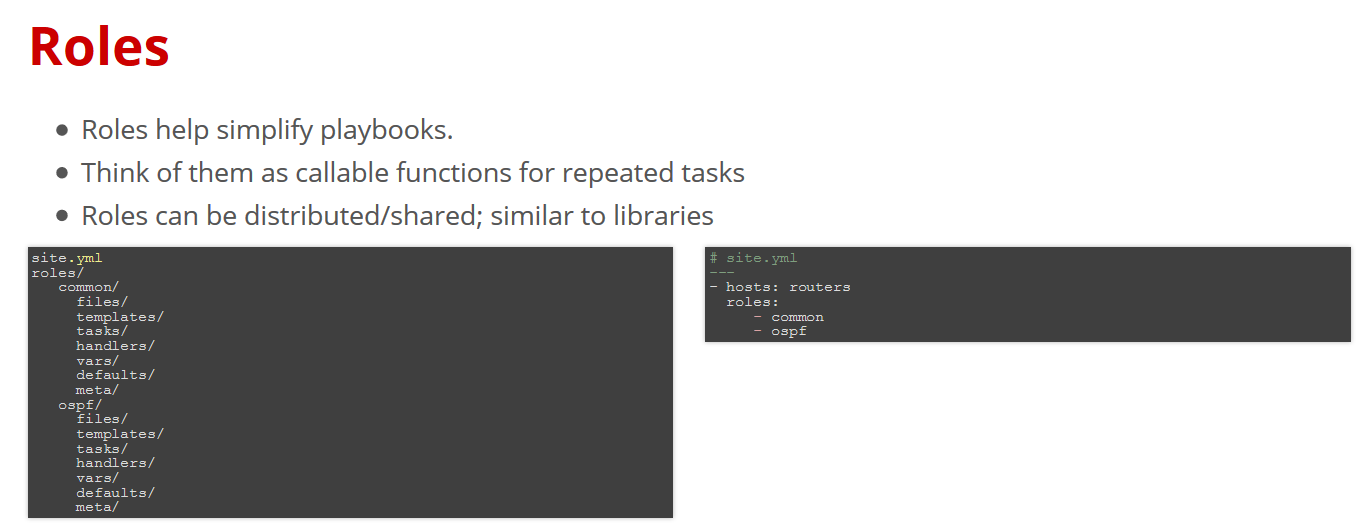 Roles
Roles help simplify playbooks.
Think of them as callable functions for repeated tasks
Roles can be distributed/shared; similar to libraries
site.yml
roles/
   common/
     files/
     templates/
     tasks/
     handlers/
     vars/
     defaults/
     meta/
   ospf/
     files/
     templates/
     tasks/
     handlers/
     vars/
     defaults/
     meta/
# site.yml
---
- hosts: routers
  roles:
     - common
     - ospf